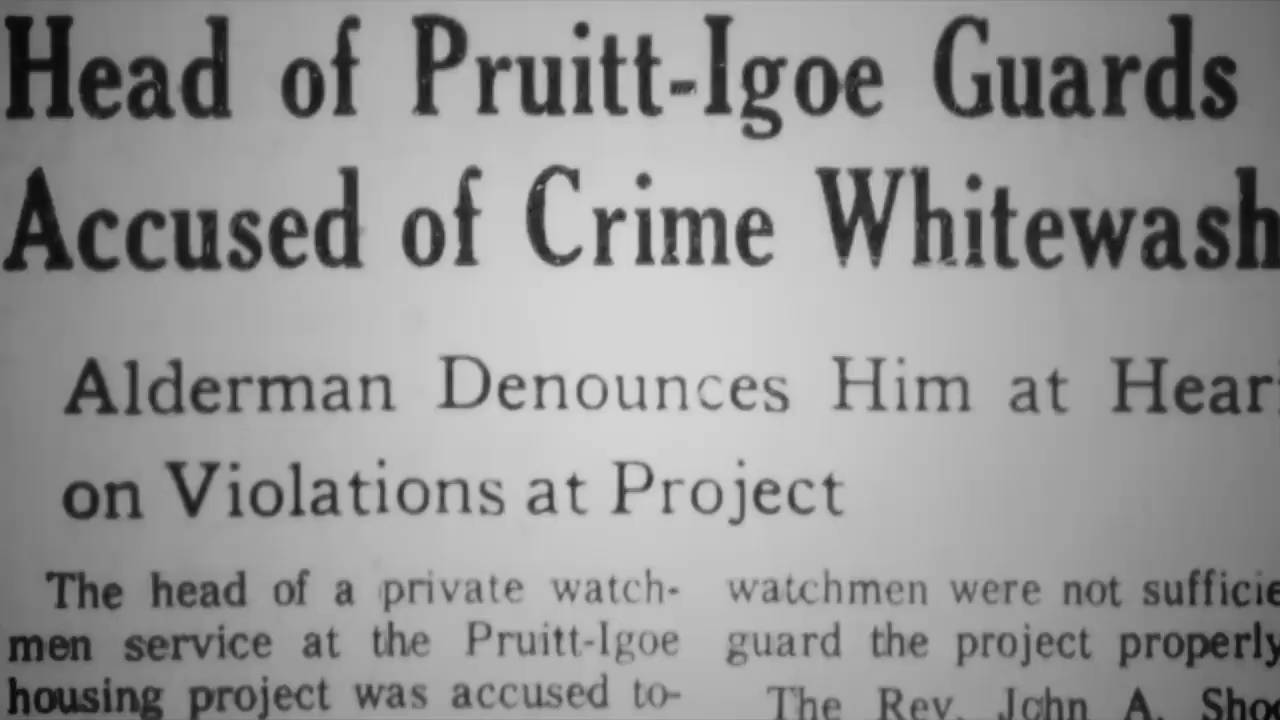 Head of Pruitt-Igoe Guards
Accused of Crime Whitewash
Alderman Denounces Him at
on Violations at Project
The head of a private watch-
men service at the Pruitt-Igoe
housing project was accused to-
watchmen were not
guard the project properly
The Rev. John A.